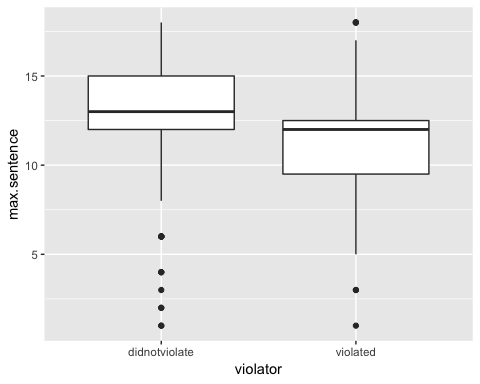 max.sentence
15
10
5
didnotviolate
violated
violator